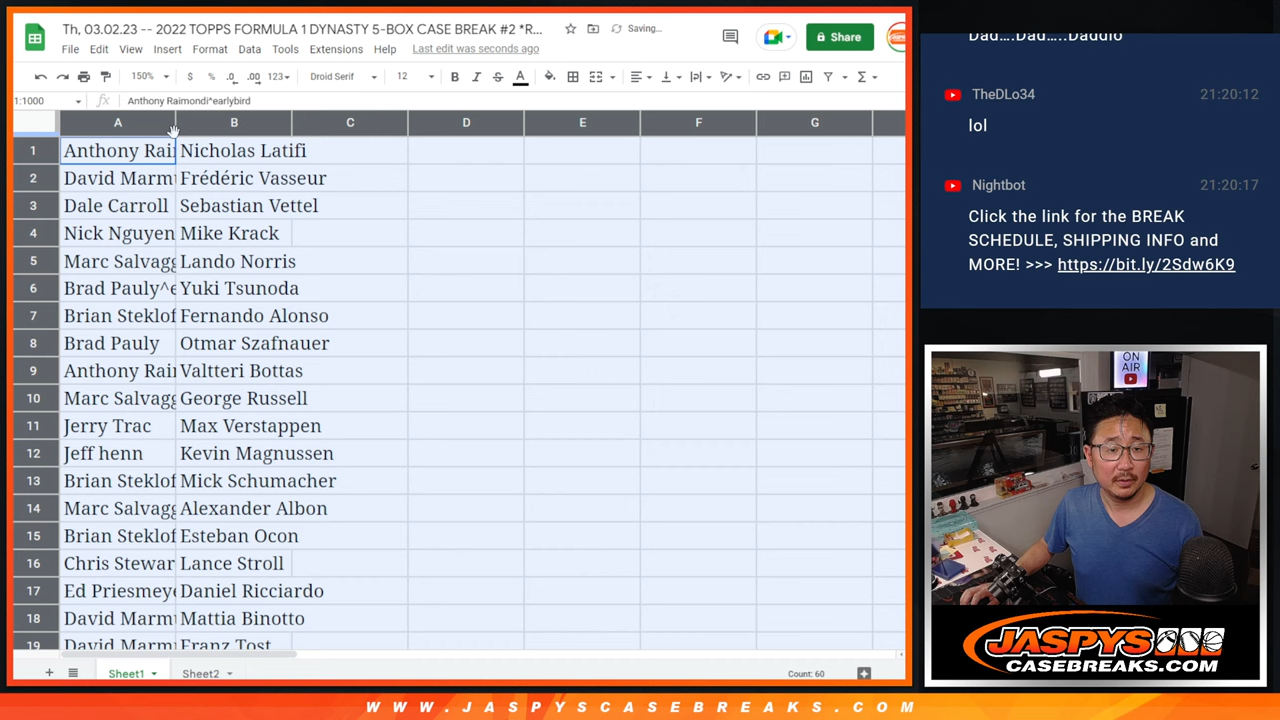 Th, 03.02.23 -- 2022 TOPPS FORMULA 1 DYNASTY 5-BOX CASE BREAK #2 *R...
Saving...
File Edit View Insert Format Data Tools Extensions Help Last edit was seconds ago
Share
150% $ % .0 .00 123 Droid Serif 12 B I S A
1:1000 fx Anthony Raimondi^earlybird
A B C D E F G
1 Anthony Rai Nicholas Latifi
2 David Marm Frédéric Vasseur
3 Dale Carroll Sebastian Vettel
4 Nick Nguyen Mike Krack
5 Marc Salvagg Lando Norris
6 Brad Pauly^e Yuki Tsunoda
7 Brian Steklof Fernando Alonso
8 Brad Pauly Otmar Szafnauer
9 Anthony Rai Valtteri Bottas
10 Marc Salvagg George Russell
11 Jerry Trac Max Verstappen
12 Jeff henn Kevin Magnussen
13 Brian Steklof Mick Schumacher
14 Marc Salvagg Alexander Albon
15 Brian Steklof Esteban Ocon
16 Chris Stewar Lance Stroll
17 Ed Priesmeye Daniel Ricciardo
18 David Marm Mattia Binotto
19 David Marm Franz Tost
Sheet1 Sheet2 Count: 60
Dad....Dad.....Daddio
TheDLo34 21:20:12
lol
Nightbot 21:20:17
Click the link for the BREAK
SCHEDULE, SHIPPING INFO and
MORE! >>> https://bit.ly/2Sdw6K9
ON
AIR
JASPYS
CASEBREAKS.COM
WWW.JASPYSCASEBREAKS.COM